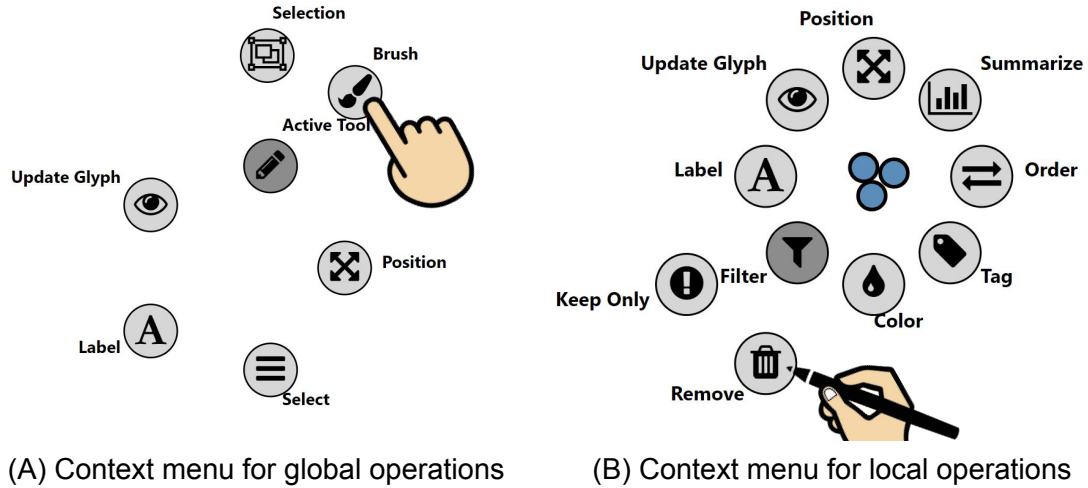 Selection
Brush
Active Tool
Update Glyph
Position
Label
A
Select
Position
Update Glyph
Summarize
Label
A
Order
Filter
Tag
Keep Only
Color
Remove
(A) Context menu for global operations
(B) Context menu for local operations